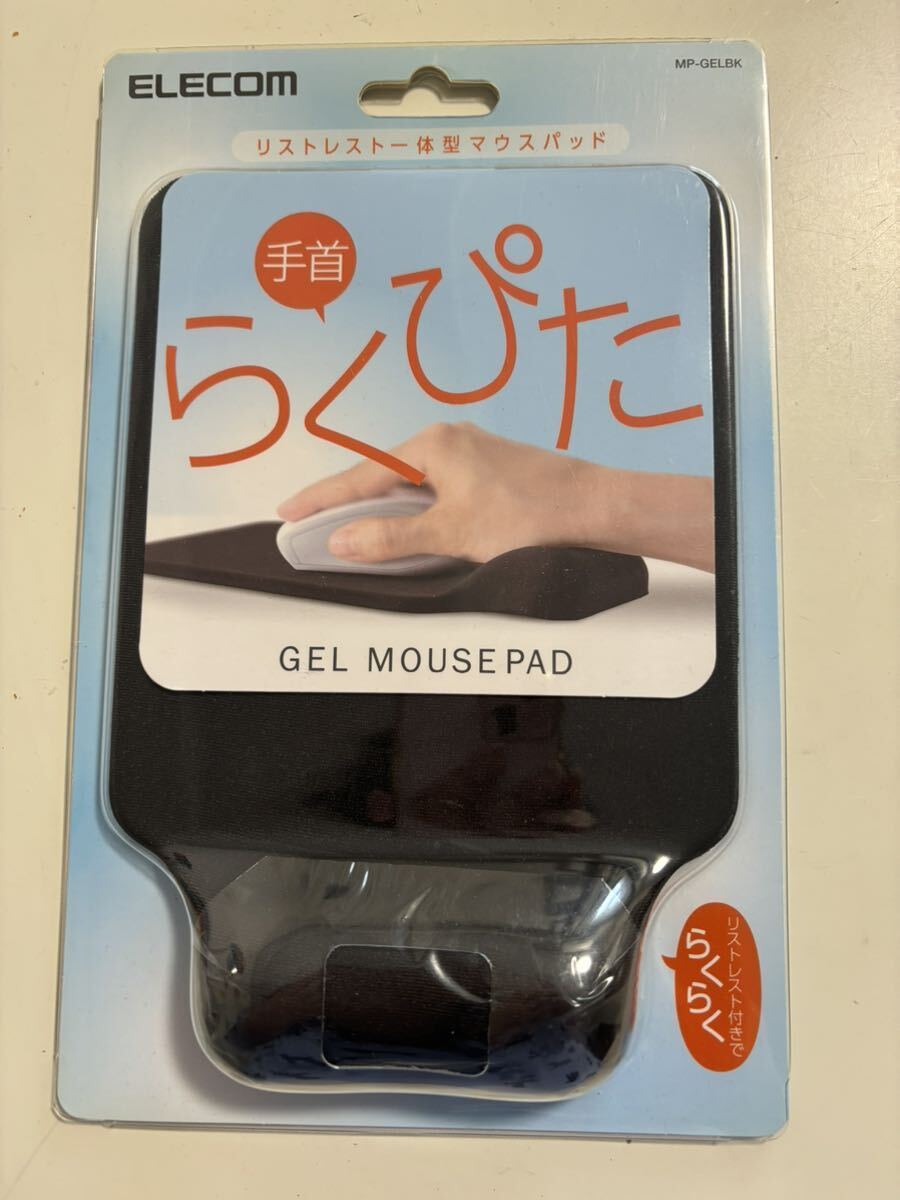 ELECOM
MP-GELBK
リストレスト一体型マウスパッド
手首
らくぴた
GEL MOUSEPAD
リストレスト付きで
らくらく